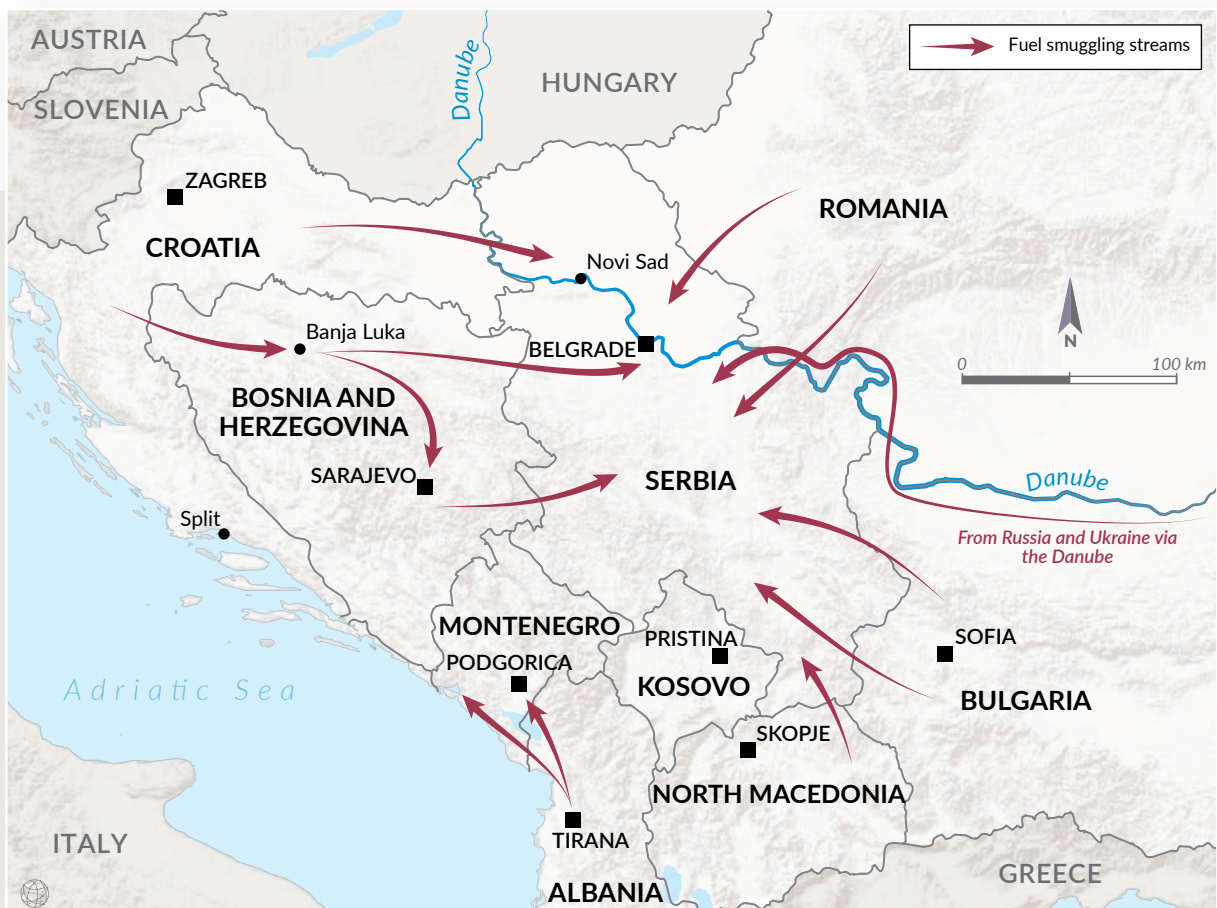 AUSTRIA
Danube
HUNGARY
Fuel smuggling streams
SLOVENIA
ZAGREB
CROATIA
ROMANIA
Novi Sad
Banja Luka
BELGRADE
N
0
100 km
BOSNIA AND
HERZEGOVINA
SARAJEVO
SERBIA
Danube
Split
From Russia and Ukraine via
the Danube
MONTENEGRO
PRISTINA
SOFIA
PODGORICA
KOSOVO
Adriatic Sea
BULGARIA
SKOPJE
NORTH MACEDONIA
TIRANA
ITALY
GREECE
ALBANIA